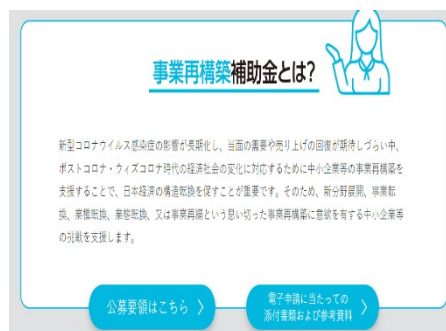 事業再構築補助金とは?
新型コロナウイルス感染症の影響が長期化し、当面の需要や売り上げの回復が期待しづらい中、
ポストコロナ・ウィズコロナ時代の経済社会の変化に対応するために中小企業等の事業再構築を
支援することで、日本経済の構造転換を促すことが重要です。そのため、新分野展開、事業転
換、業種転換、業態転換、又は事業再編という思い切った事業再構築に意欲を有する中小企業等
の挑戦を支援します。
公募要領はこちら
電子申請に当たっての
添付書類および参考資料